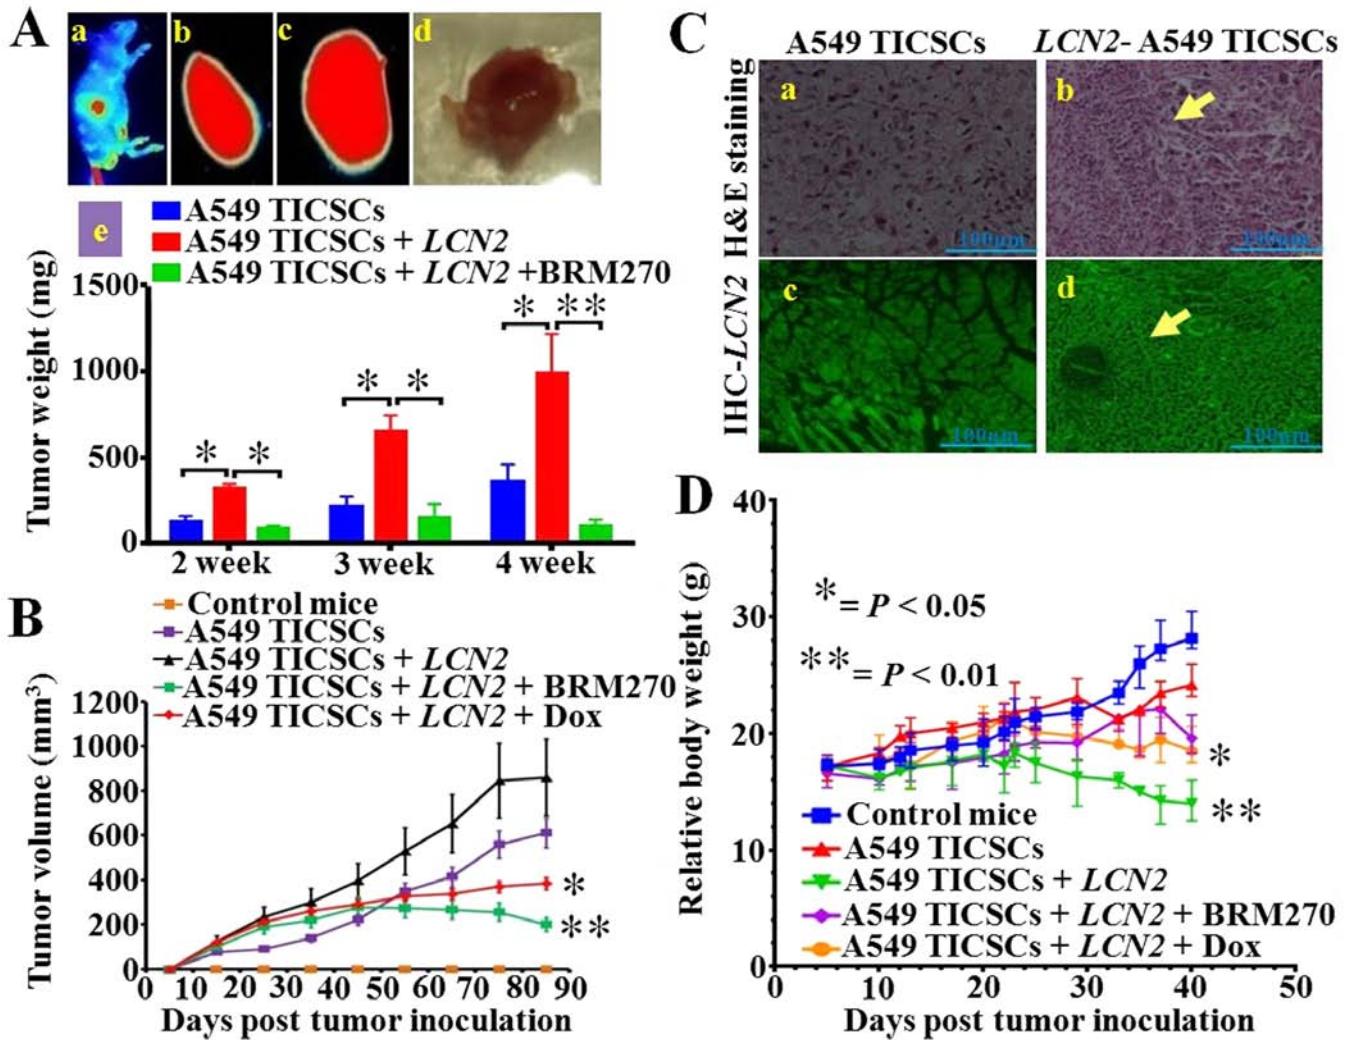 A
a
b
c
d
e
A549 TICSCs
A549 TICSCs + LCN2
A549 TICSCs + LCN2 +BRM270
Tumor weight (mg)
1500
1000
500
0
* *
* *
* **
2 week
3 week
4 week
B
Control mice
A549 TICSCs
A549 TICSCs + LCN2
A549 TICSCs + LCN2 + BRM270
A549 TICSCs + LCN2 + Dox
Tumor volume (mm³)
1200
1000
800
600
400
200
0
*
**
0 10 20 30 40 50 60 70 80 90
Days post tumor inoculation
C
A549 TICSCs
LCN2- A549 TICSCs
H&E staining
a
100µm
b
100µm
IHC-LCN2
c
100µm
d
100µm
D
Relative body weight (g)
40
30
20
10
0
* = P < 0.05
** = P < 0.01
*
**
Control mice
A549 TICSCs
A549 TICSCs + LCN2
A549 TICSCs + LCN2 + BRM270
A549 TICSCs + LCN2 + Dox
0 10 20 30 40 50
Days post tumor inoculation